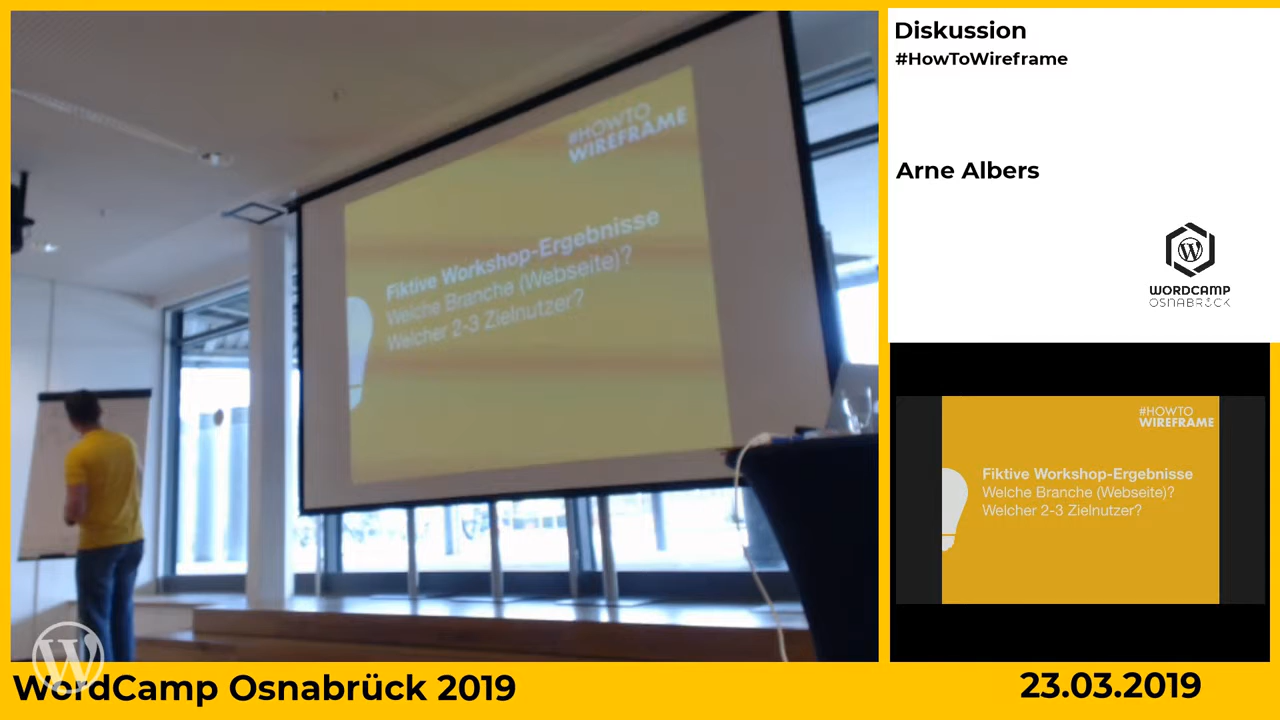 Diskussion
#HowToWireframe
Arne Albers
WORDCAMP
OSNABRÜCK
#HOWTO
WIREFRAME
Fiktive Workshop-Ergebnisse
Welche Branche (Webseite)?
Welcher 2-3 Zielnutzer?
#HOWTO
WIREFRAME
Fiktive Workshop-Ergebnisse
Welche Branche (Webseite)?
Welcher 2-3 Zielnutzer?
WordCamp Osnabrück 2019
23.03.2019